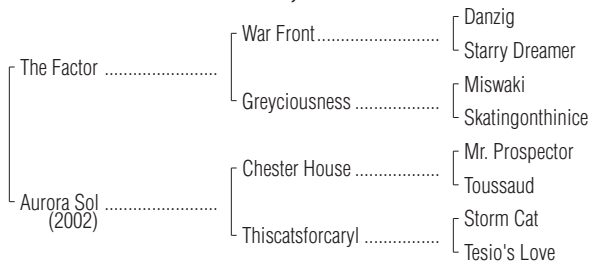 Danzig
War Front
Starry Dreamer
The Factor
Miswaki
Greyciousness
Skatingonthinice
Mr. Prospector
Chester House
Toussaud
Aurora Sol
(2002)
Storm Cat
Thiscatsforcaryl
Tesio's Love